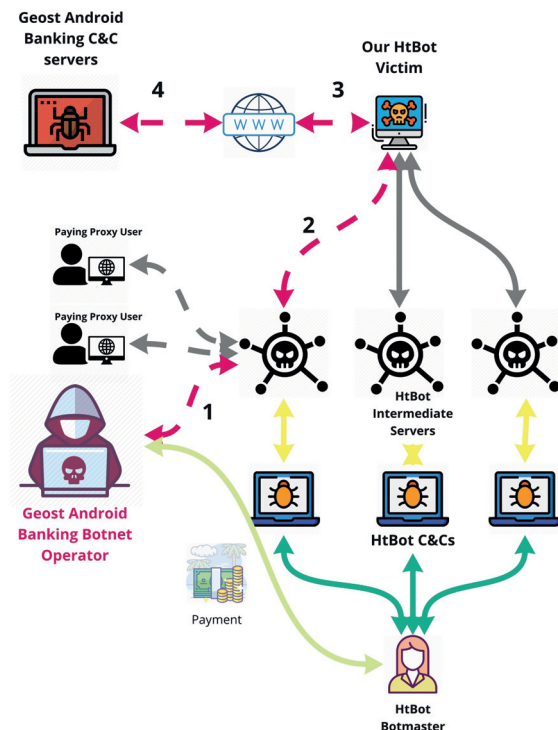 Geost Android
Banking C&C
servers
Our HtBot
Victim
4
3
WWW
2
Paying Proxy User
Paying Proxy User
1
HtBot
Intermediate
Servers
Geost Android
Banking Botnet
Operator
HtBot C&Cs
Payment
HtBot
Botmaster